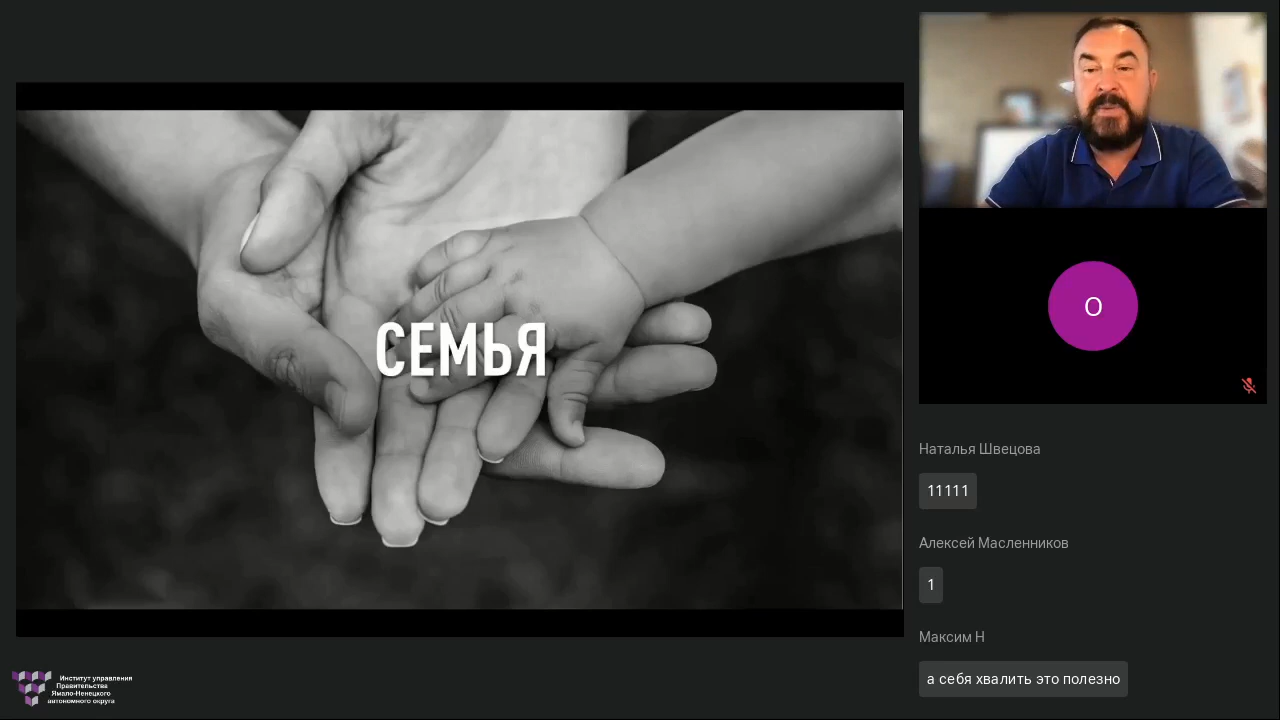 СЕМЬЯ
О
Наталья Швецова
11111
Алексей Масленников
1
Максим Н
а себя хвалить это полезно
Институт управления
Правительства
Ямало-Ненецкого
автономного округа